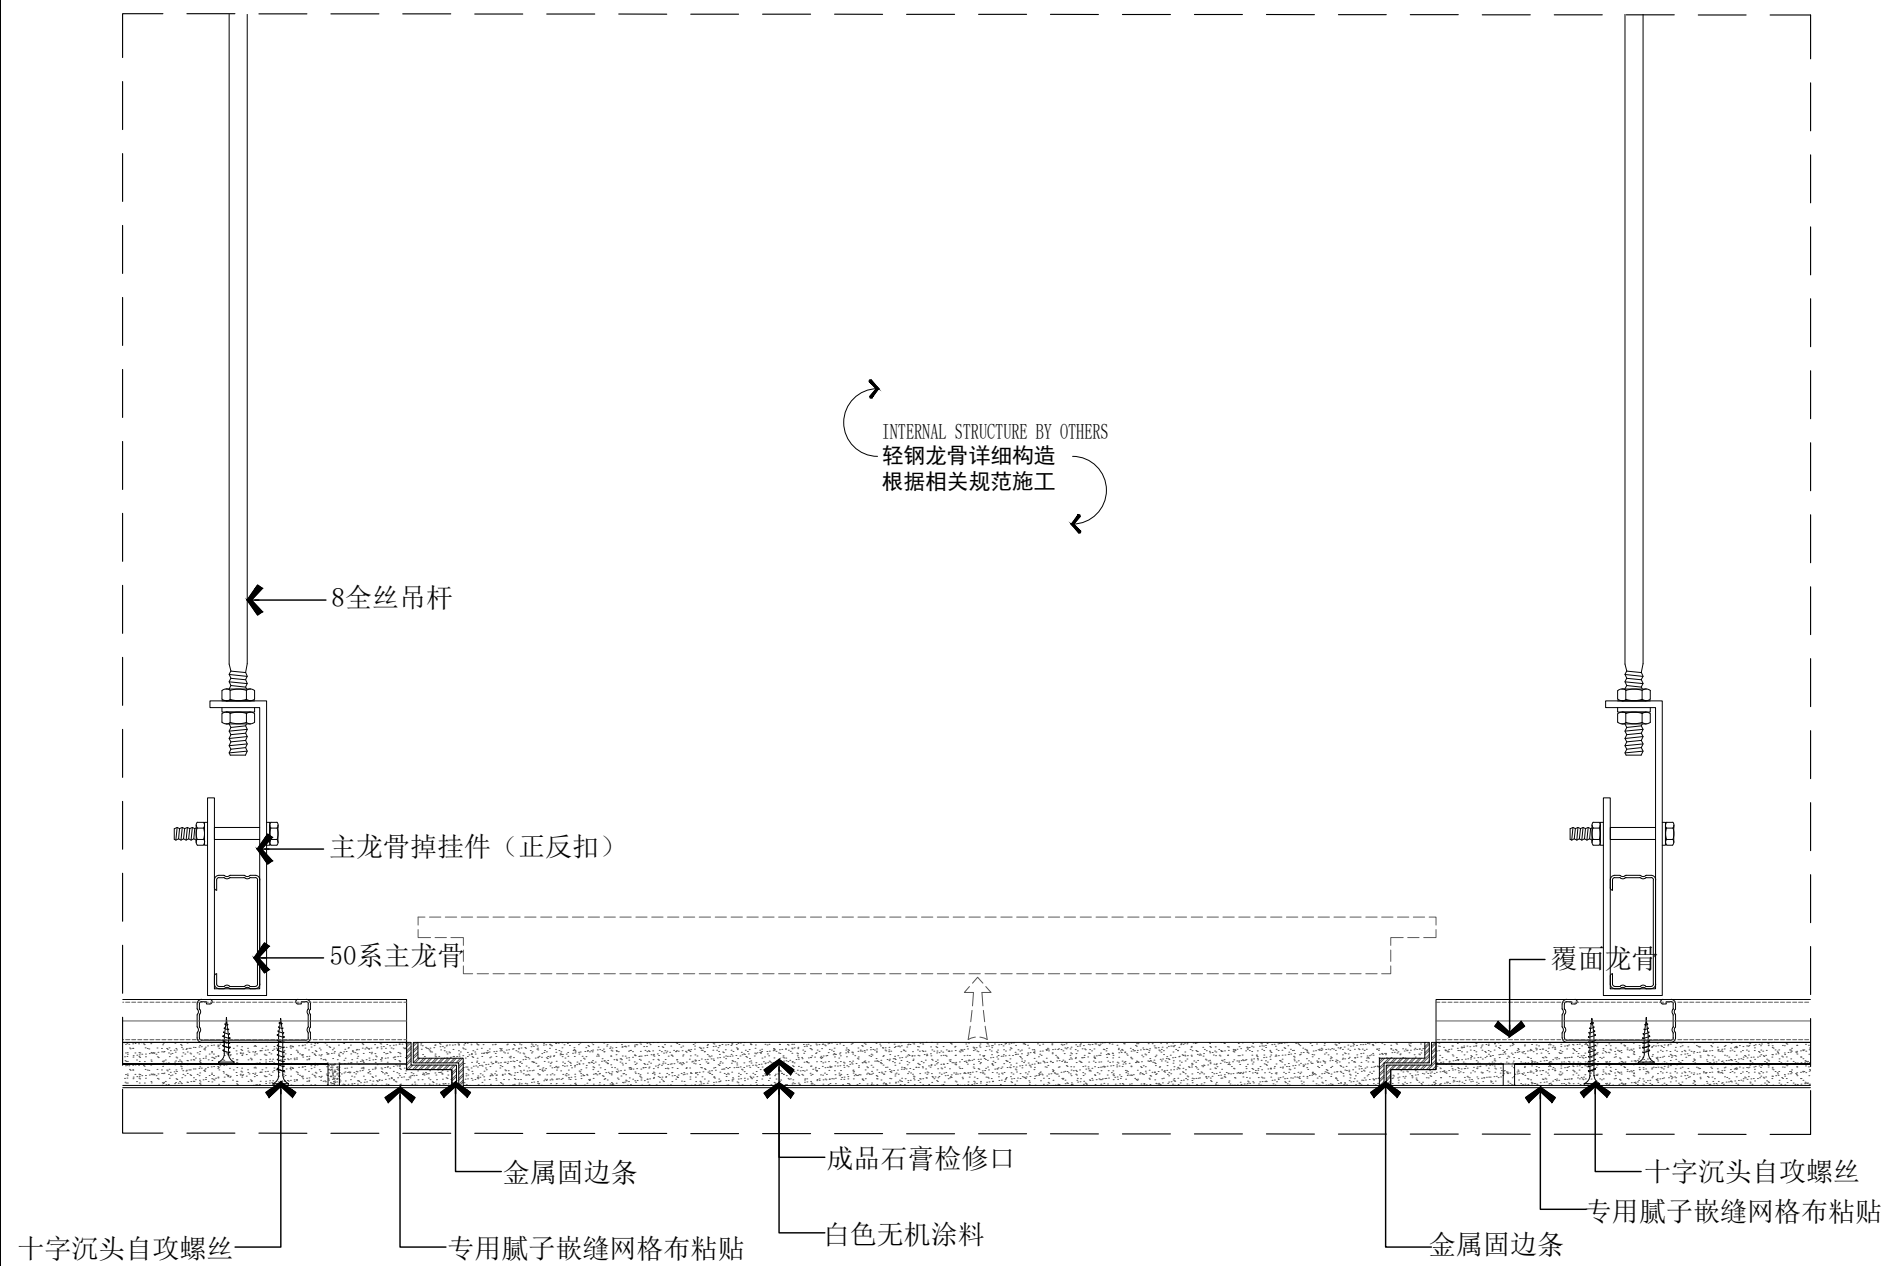 INTERNAL STRUCTURE BY OTHERS
轻钢龙骨详细构造
根据相关规范施工
8全丝吊杆
主龙骨掉挂件（正反扣）
50系主龙骨
覆面龙骨
成品石膏检修口
金属固边条
十字沉头自攻螺丝
专用腻子嵌缝网格布粘贴
白色无机涂料
金属固边条
十字沉头自攻螺丝
专用腻子嵌缝网格布粘贴